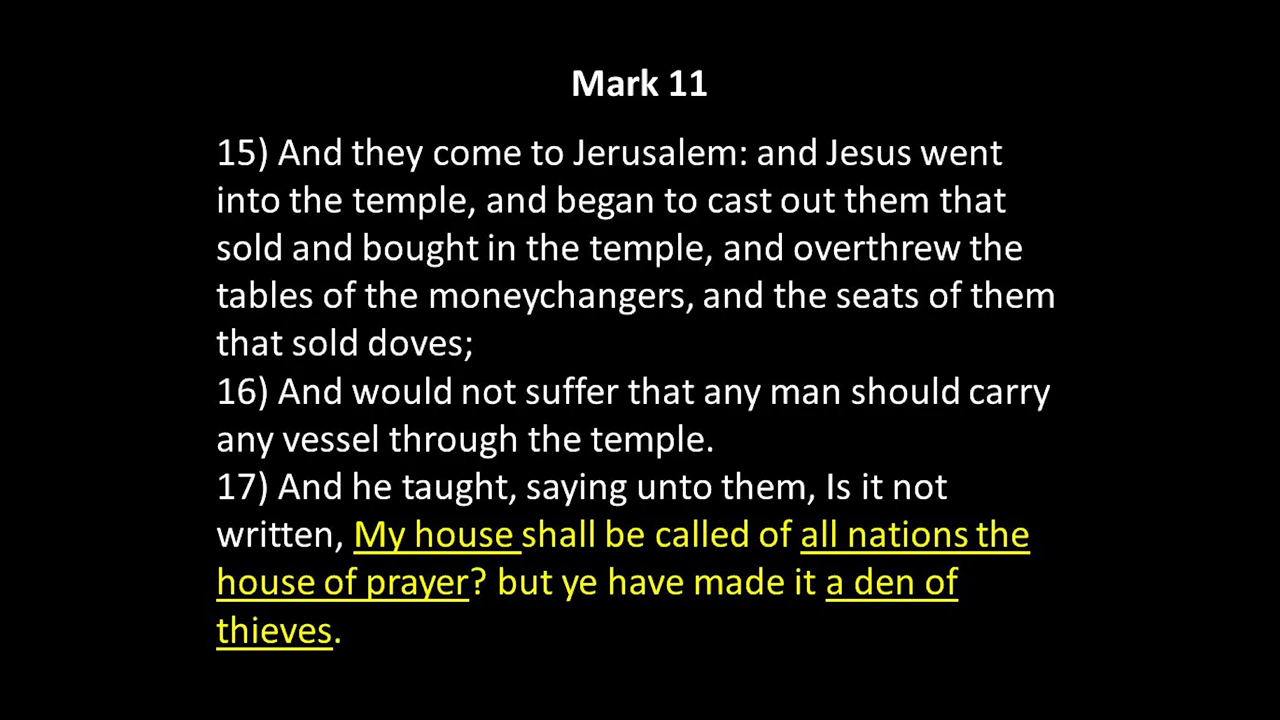 Mark 11
15) And they come to Jerusalem: and Jesus went
into the temple, and began to cast out them that
sold and bought in the temple, and overthrew the
tables of the moneychangers, and the seats of them
that sold doves;
16) And would not suffer that any man should carry
any vessel through the temple.
17) And he taught, saying unto them, Is it not
written, My house shall be called of all nations the
house of prayer? but ye have made it a den of
thieves.